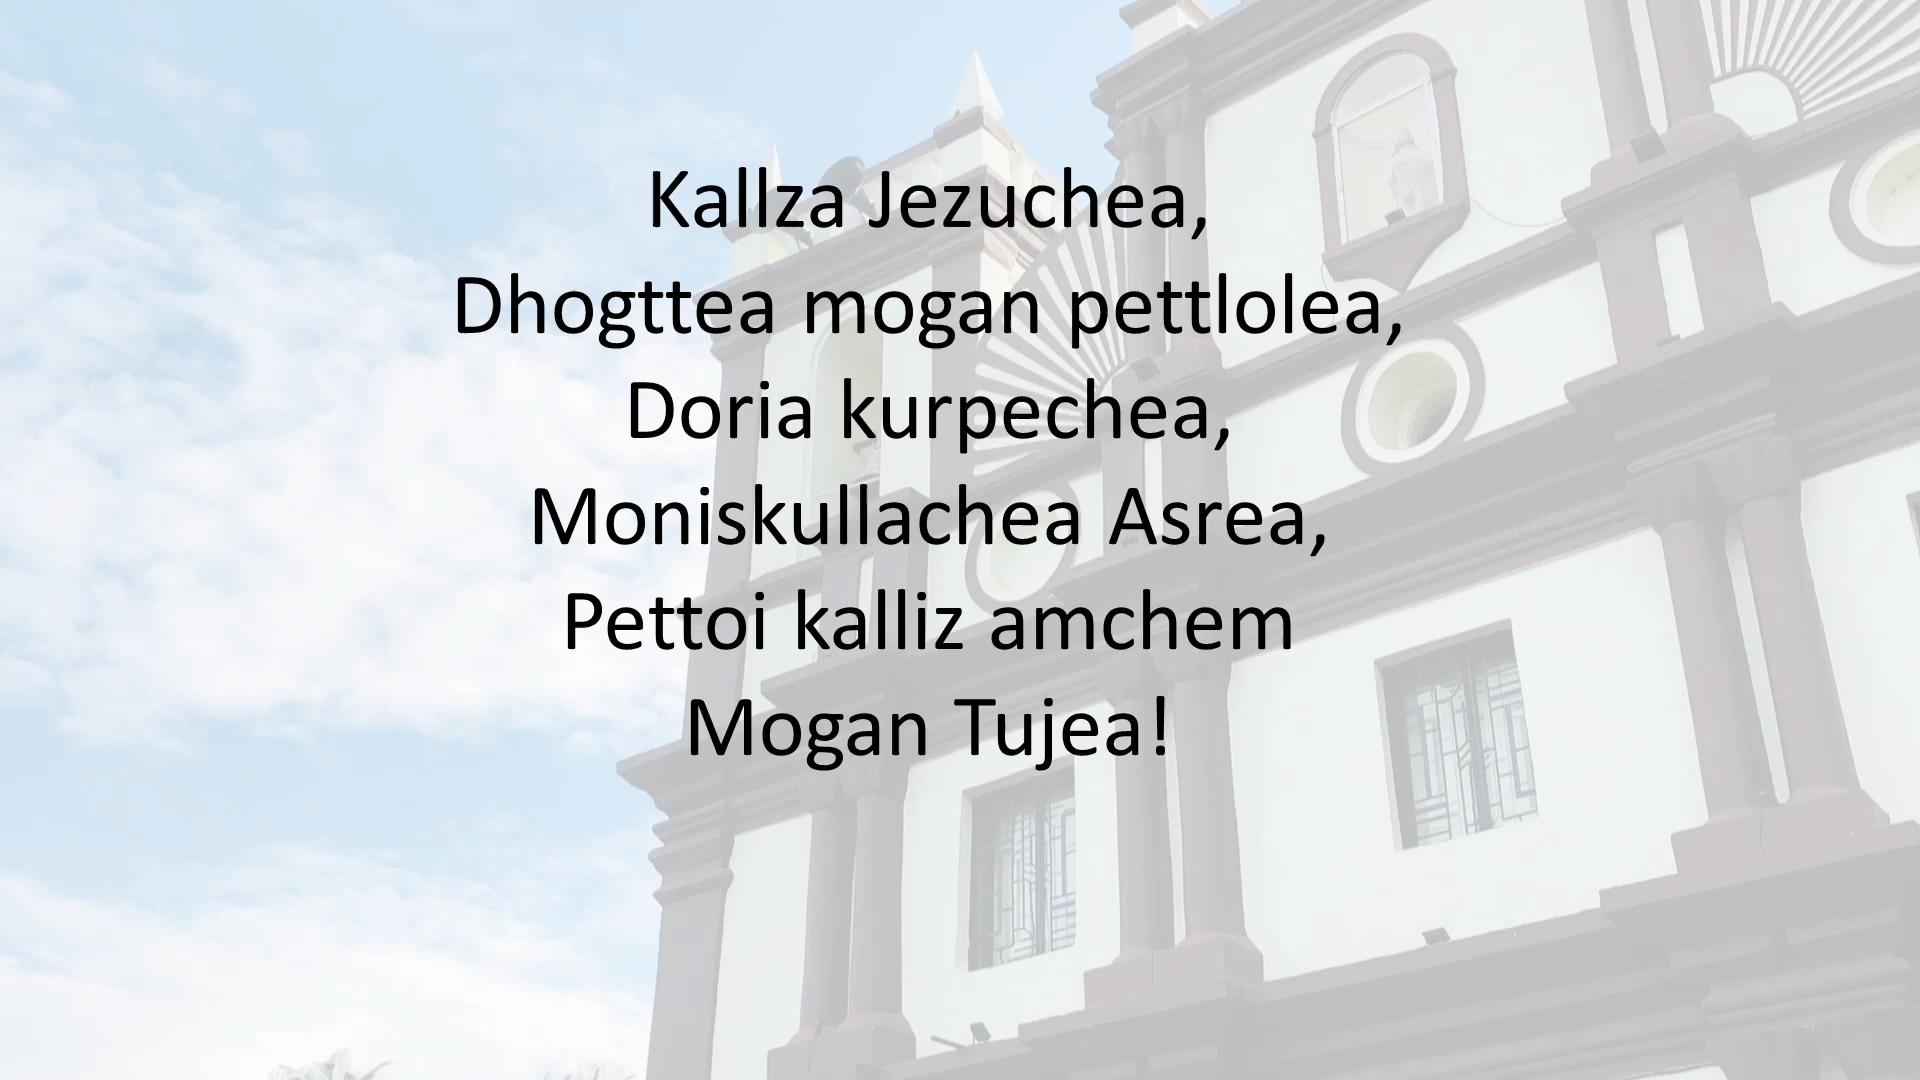 Kallza Jezuchea,
Dhogttea mogan pettlolea,
Doria kurpechea,
Moniskullachea Asrea,
Pettoi kalliz amchem
Mogan Tujea!